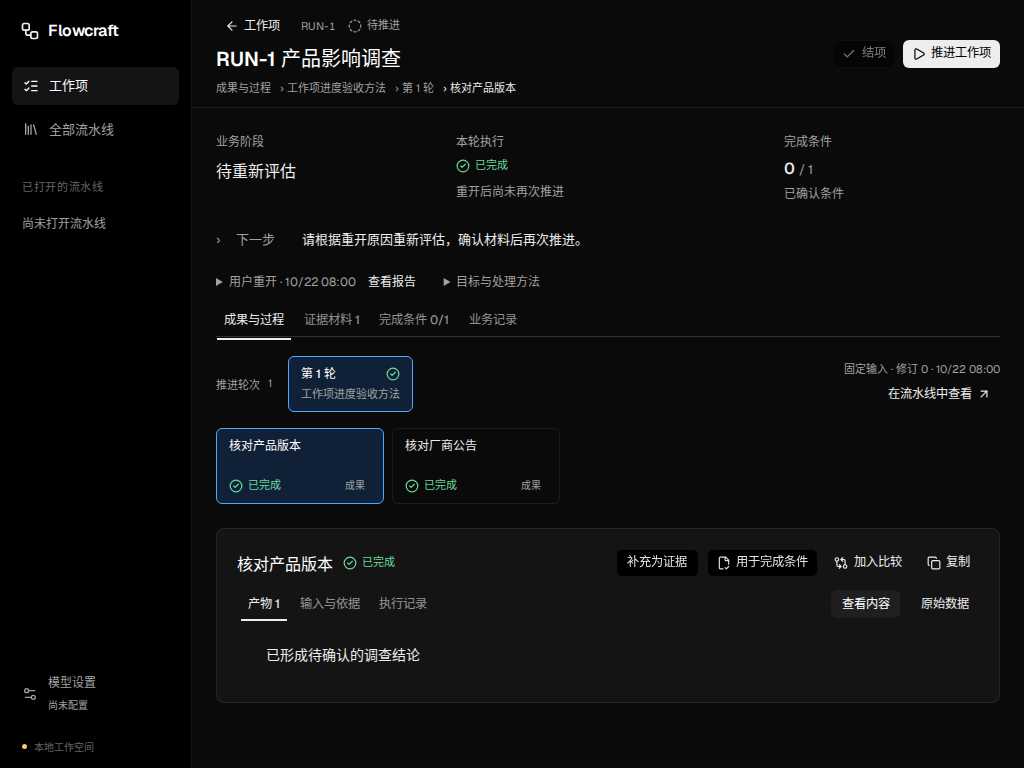 Flowcraft
工作项
全部流水线
已打开的流水线
尚未打开流水线
模型设置
尚未配置
本地工作空间
工作项 RUN-1 待推进
RUN-1 产品影响调查
结项 推进工作项
成果与过程 › 工作项进度验收方法 › 第 1 轮 › 核对产品版本
业务阶段
待重新评估
本轮执行
已完成
重开后尚未再次推进
完成条件
0 / 1
已确认条件
› 下一步 请根据重开原因重新评估，确认材料后再次推进。
用户重开 · 10/22 08:00 查看报告 目标与处理方法
成果与过程 证据材料 1 完成条件 0/1 业务记录
推进轮次 1
第 1 轮
工作项进度验收方法
固定输入 · 修订 0 · 10/22 08:00
在流水线中查看
核对产品版本
已完成 成果
核对厂商公告
已完成 成果
核对产品版本 已完成 补充为证据 用于完成条件 加入比较 复制
产物 1 输入与依据 执行记录 查看内容 原始数据
已形成待确认的调查结论